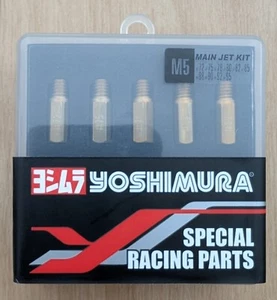 M5
MAIN JET KIT
ヨシムラ YOSHIMURA
SPECIAL
RACING PARTS